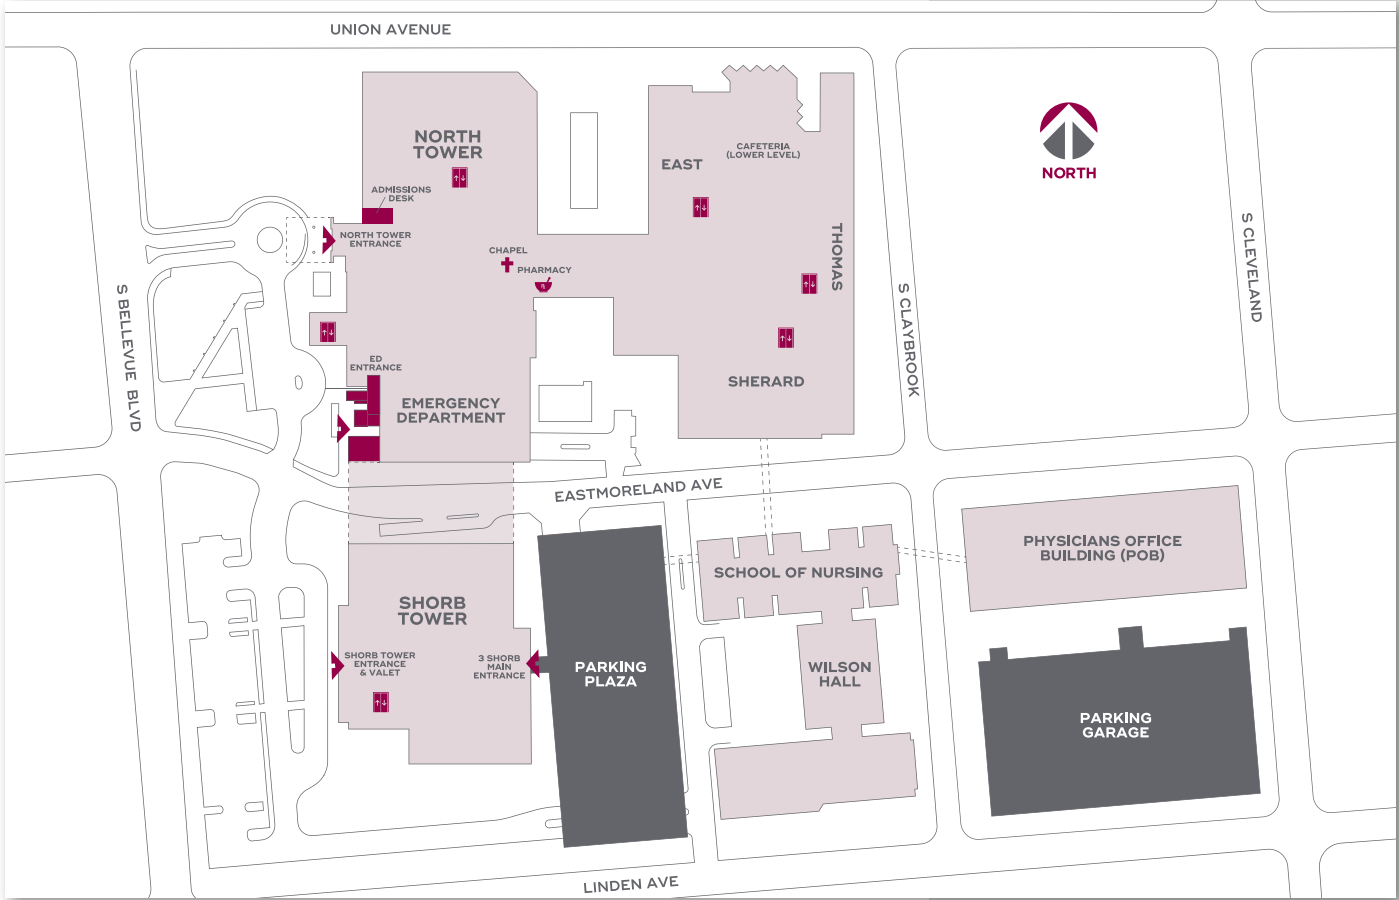 UNION AVENUE
NORTH
TOWER
ADMISSIONS
DESK
NORTH TOWER
ENTRANCE
CHAPEL
PHARMACY
EAST
CAFETERIA
(LOWER LEVEL)
THOMAS
SHERARD
NORTH
S BELLEVUE BLVD
S CLAYBROOK
S CLEVELAND
ED
ENTRANCE
EMERGENCY
DEPARTMENT
EASTMORELAND AVE
SHORB
TOWER
SHORB TOWER
ENTRANCE
& VALET
3 SHORB
MAIN
ENTRANCE
PARKING
PLAZA
SCHOOL OF NURSING
WILSON
HALL
PHYSICIANS OFFICE
BUILDING (POB)
PARKING
GARAGE
LINDEN AVE